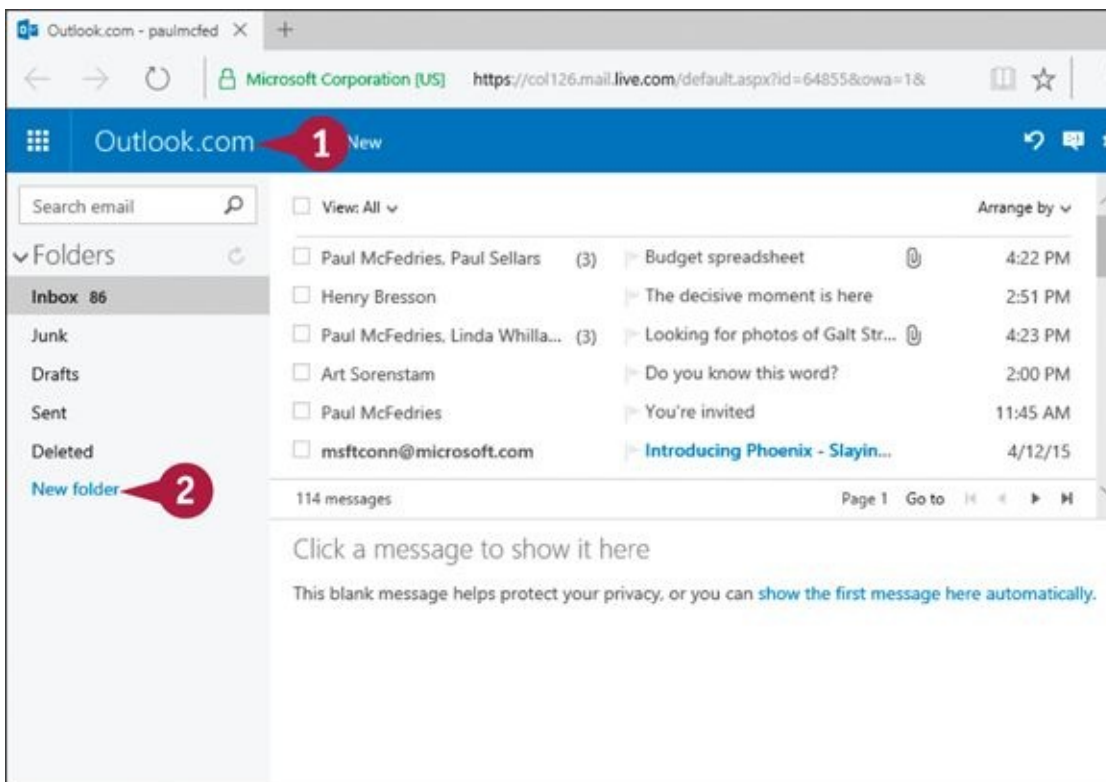 Outlook.com - paulmcfed
Microsoft Corporation [US] https://col126.mail.live.com/default.aspx?id=64855&owa=1&
Outlook.com 1 New
Search email
View: All Arrange by
Folders
Paul McFedries, Paul Sellars (3) Budget spreadsheet 4:22 PM
Inbox 86
Henry Bresson The decisive moment is here 2:51 PM
Junk
Paul McFedries, Linda Whilla... (3) Looking for photos of Galt Str... 4:23 PM
Drafts
Art Sorenstam Do you know this word? 2:00 PM
Sent
Paul McFedries You're invited 11:45 AM
Deleted
msftconn@microsoft.com Introducing Phoenix - Slayin... 4/12/15
New folder 2
114 messages Page 1 Go to
Click a message to show it here
This blank message helps protect your privacy, or you can show the first message here automatically.